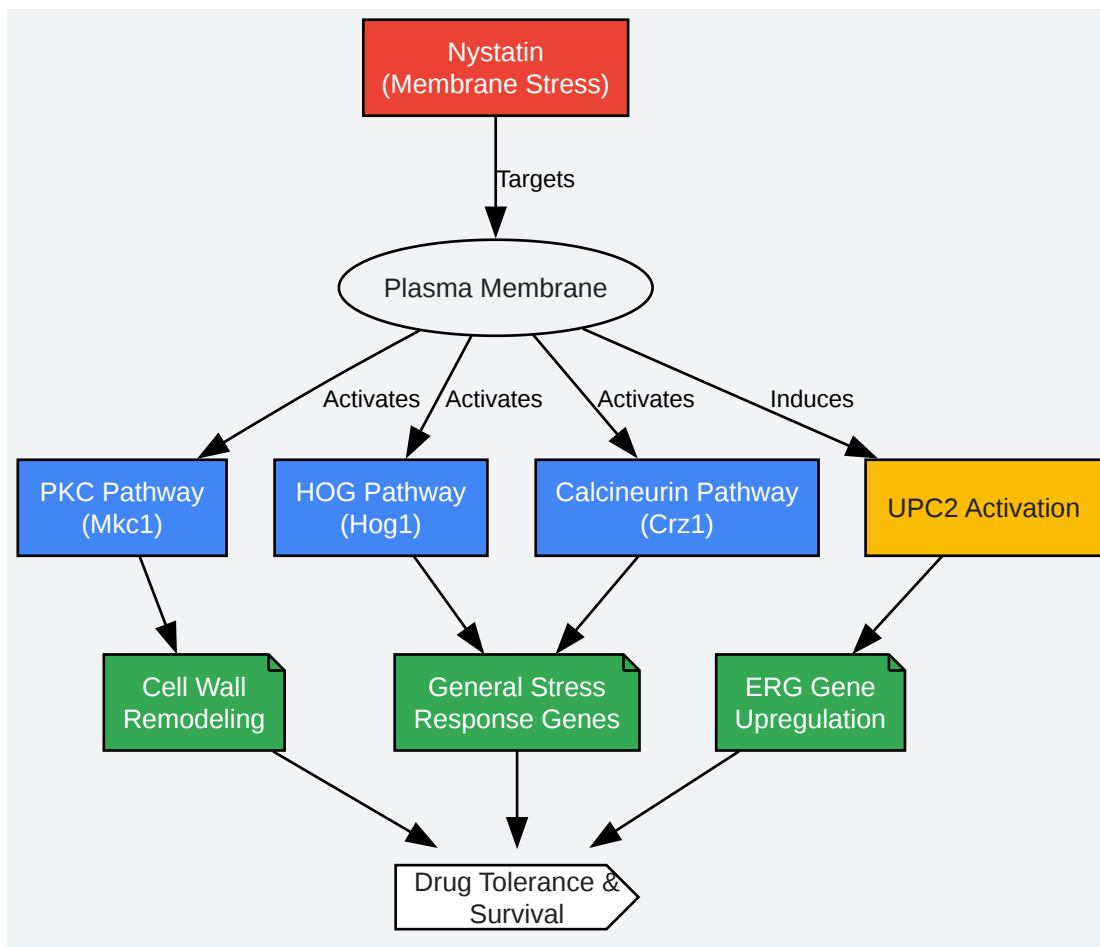 Nystatin
(Membrane Stress)
Targets
Plasma Membrane
Activates
Activates
Activates
Induces
PKC Pathway
(Mkc1)
HOG Pathway
(Hog1)
Calcineurin Pathway
(Crz1)
UPC2 Activation
Cell Wall
Remodeling
General Stress
Response Genes
ERG Gene
Upregulation
Drug Tolerance &
Survival